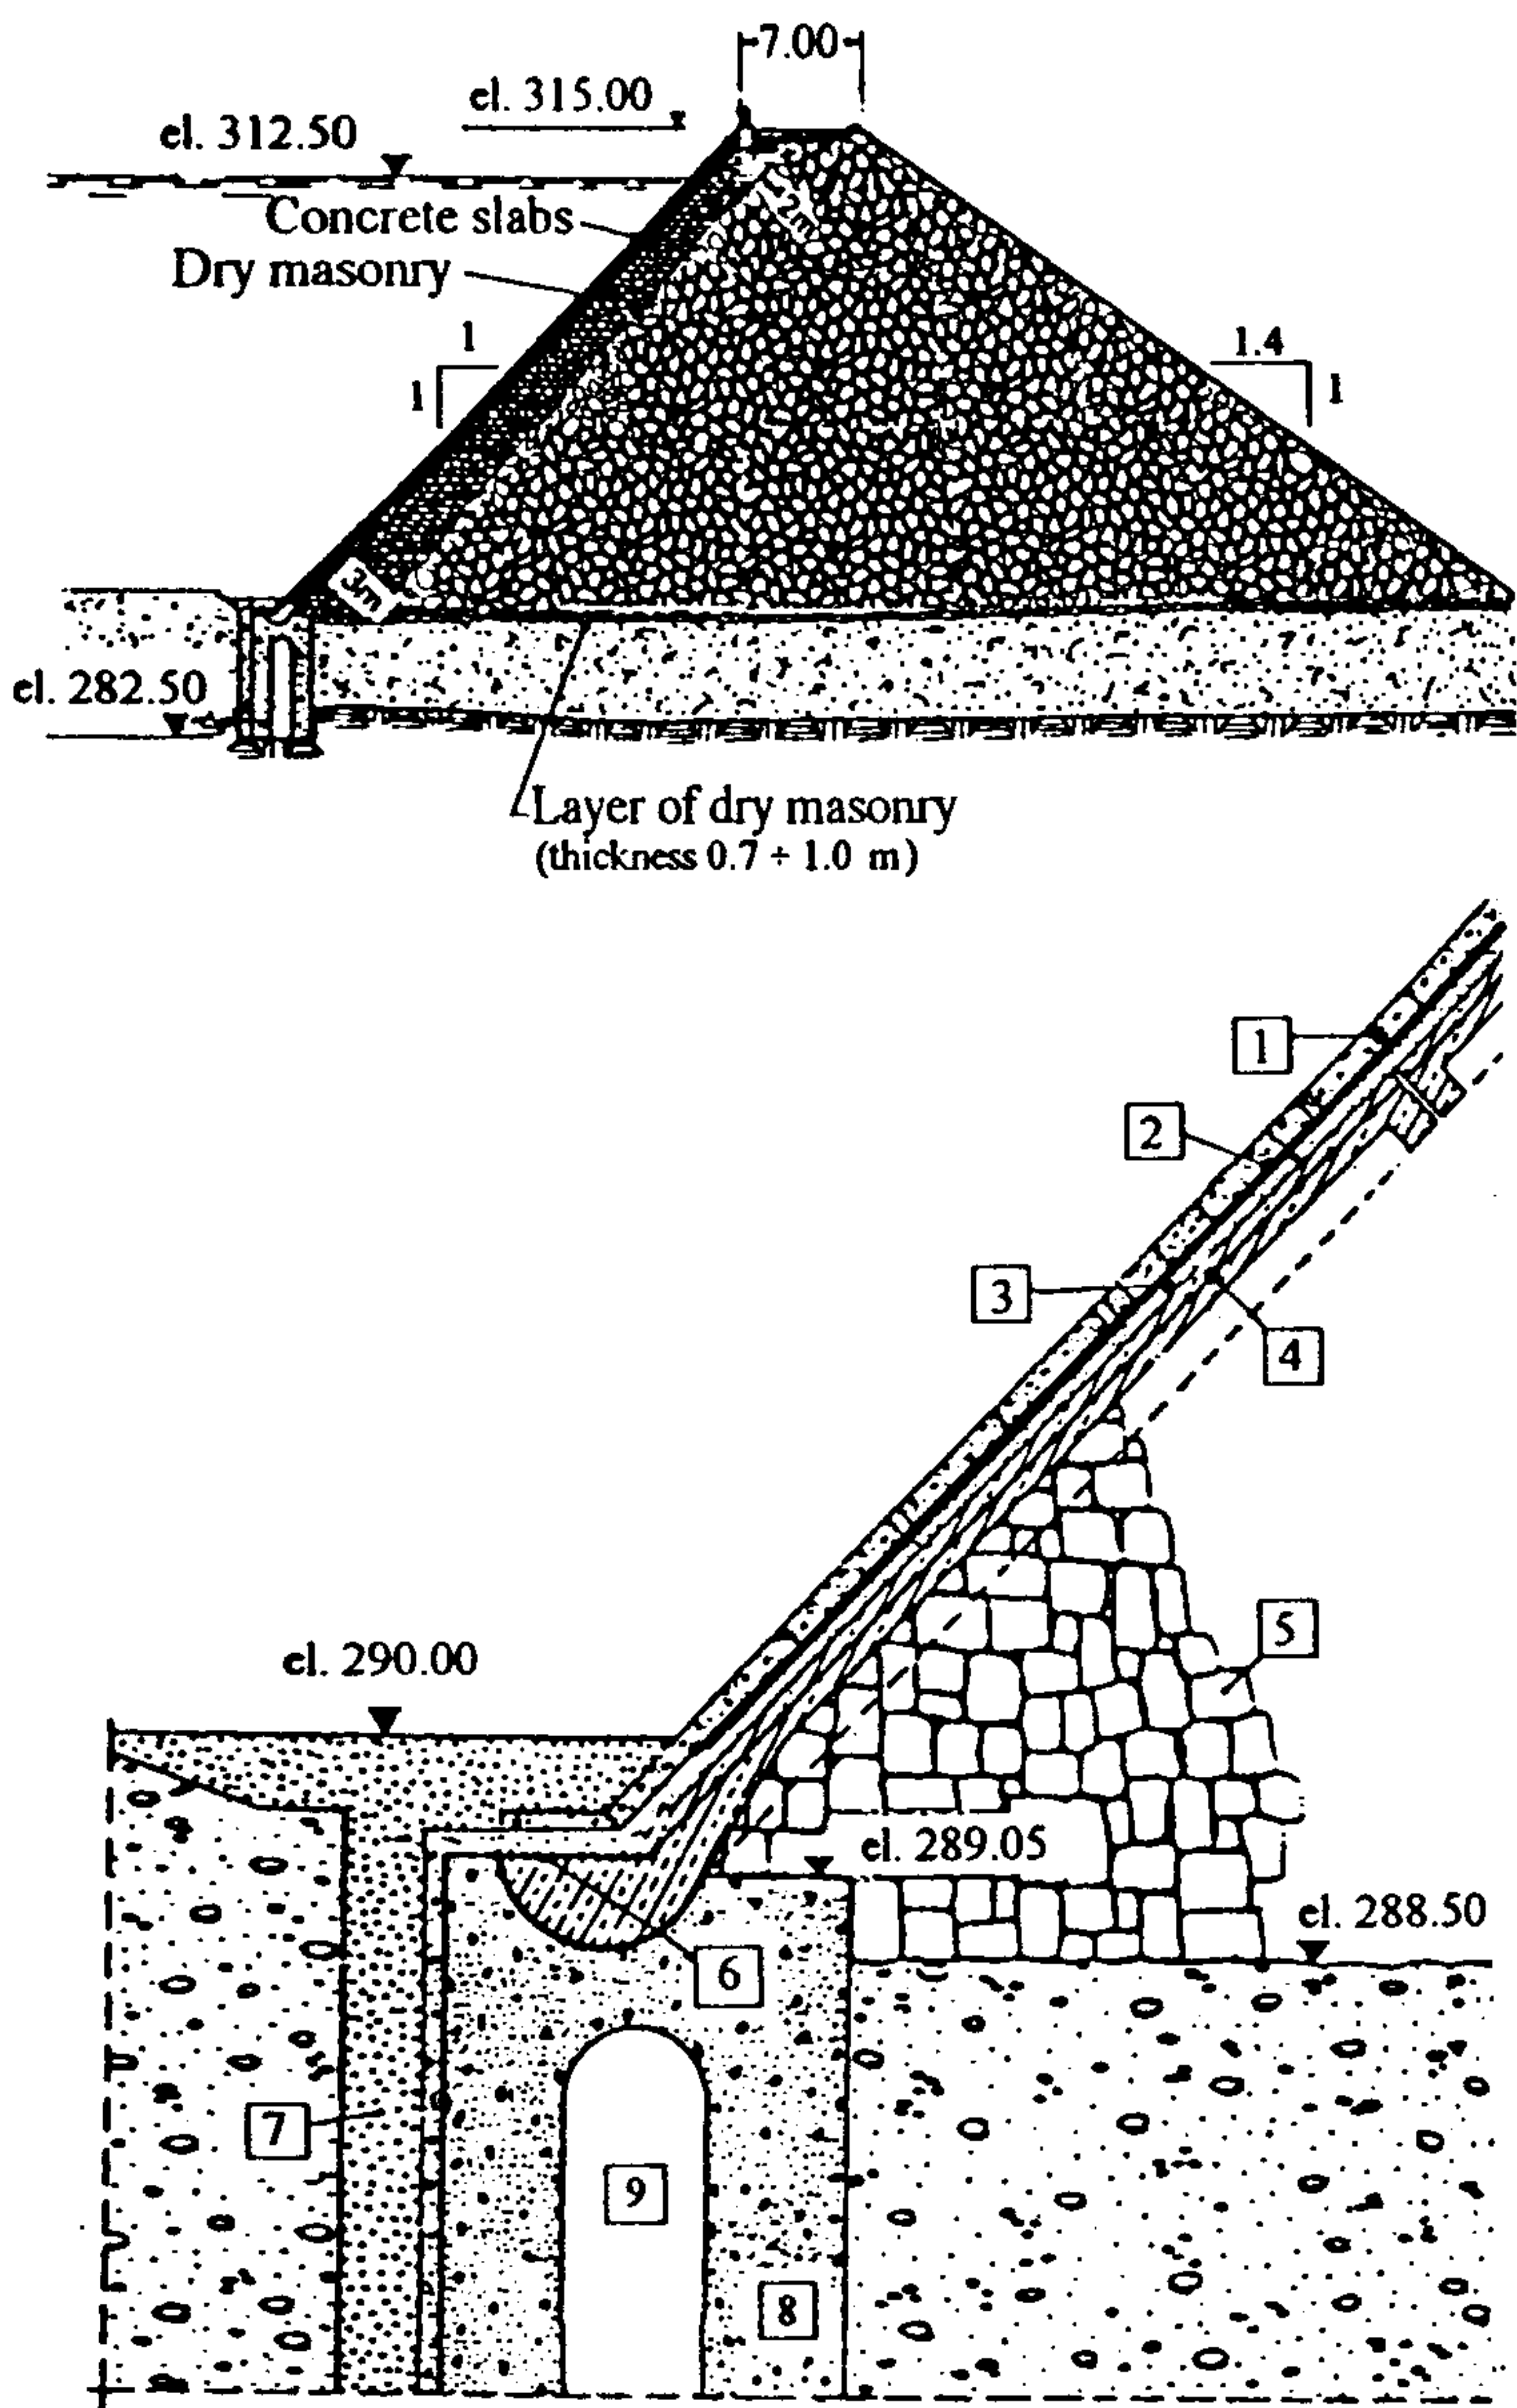 7.00
el. 315.00
el. 312.50
Concrete slabs
Dry masonry
1.2m
1
1
1.4
1
3m
el. 282.50
Layer of dry masonry
(thickness 0.7 ÷ 1.0 m)
1
2
3
4
5
el. 290.00
el. 289.05
el. 288.50
6
7
9
8